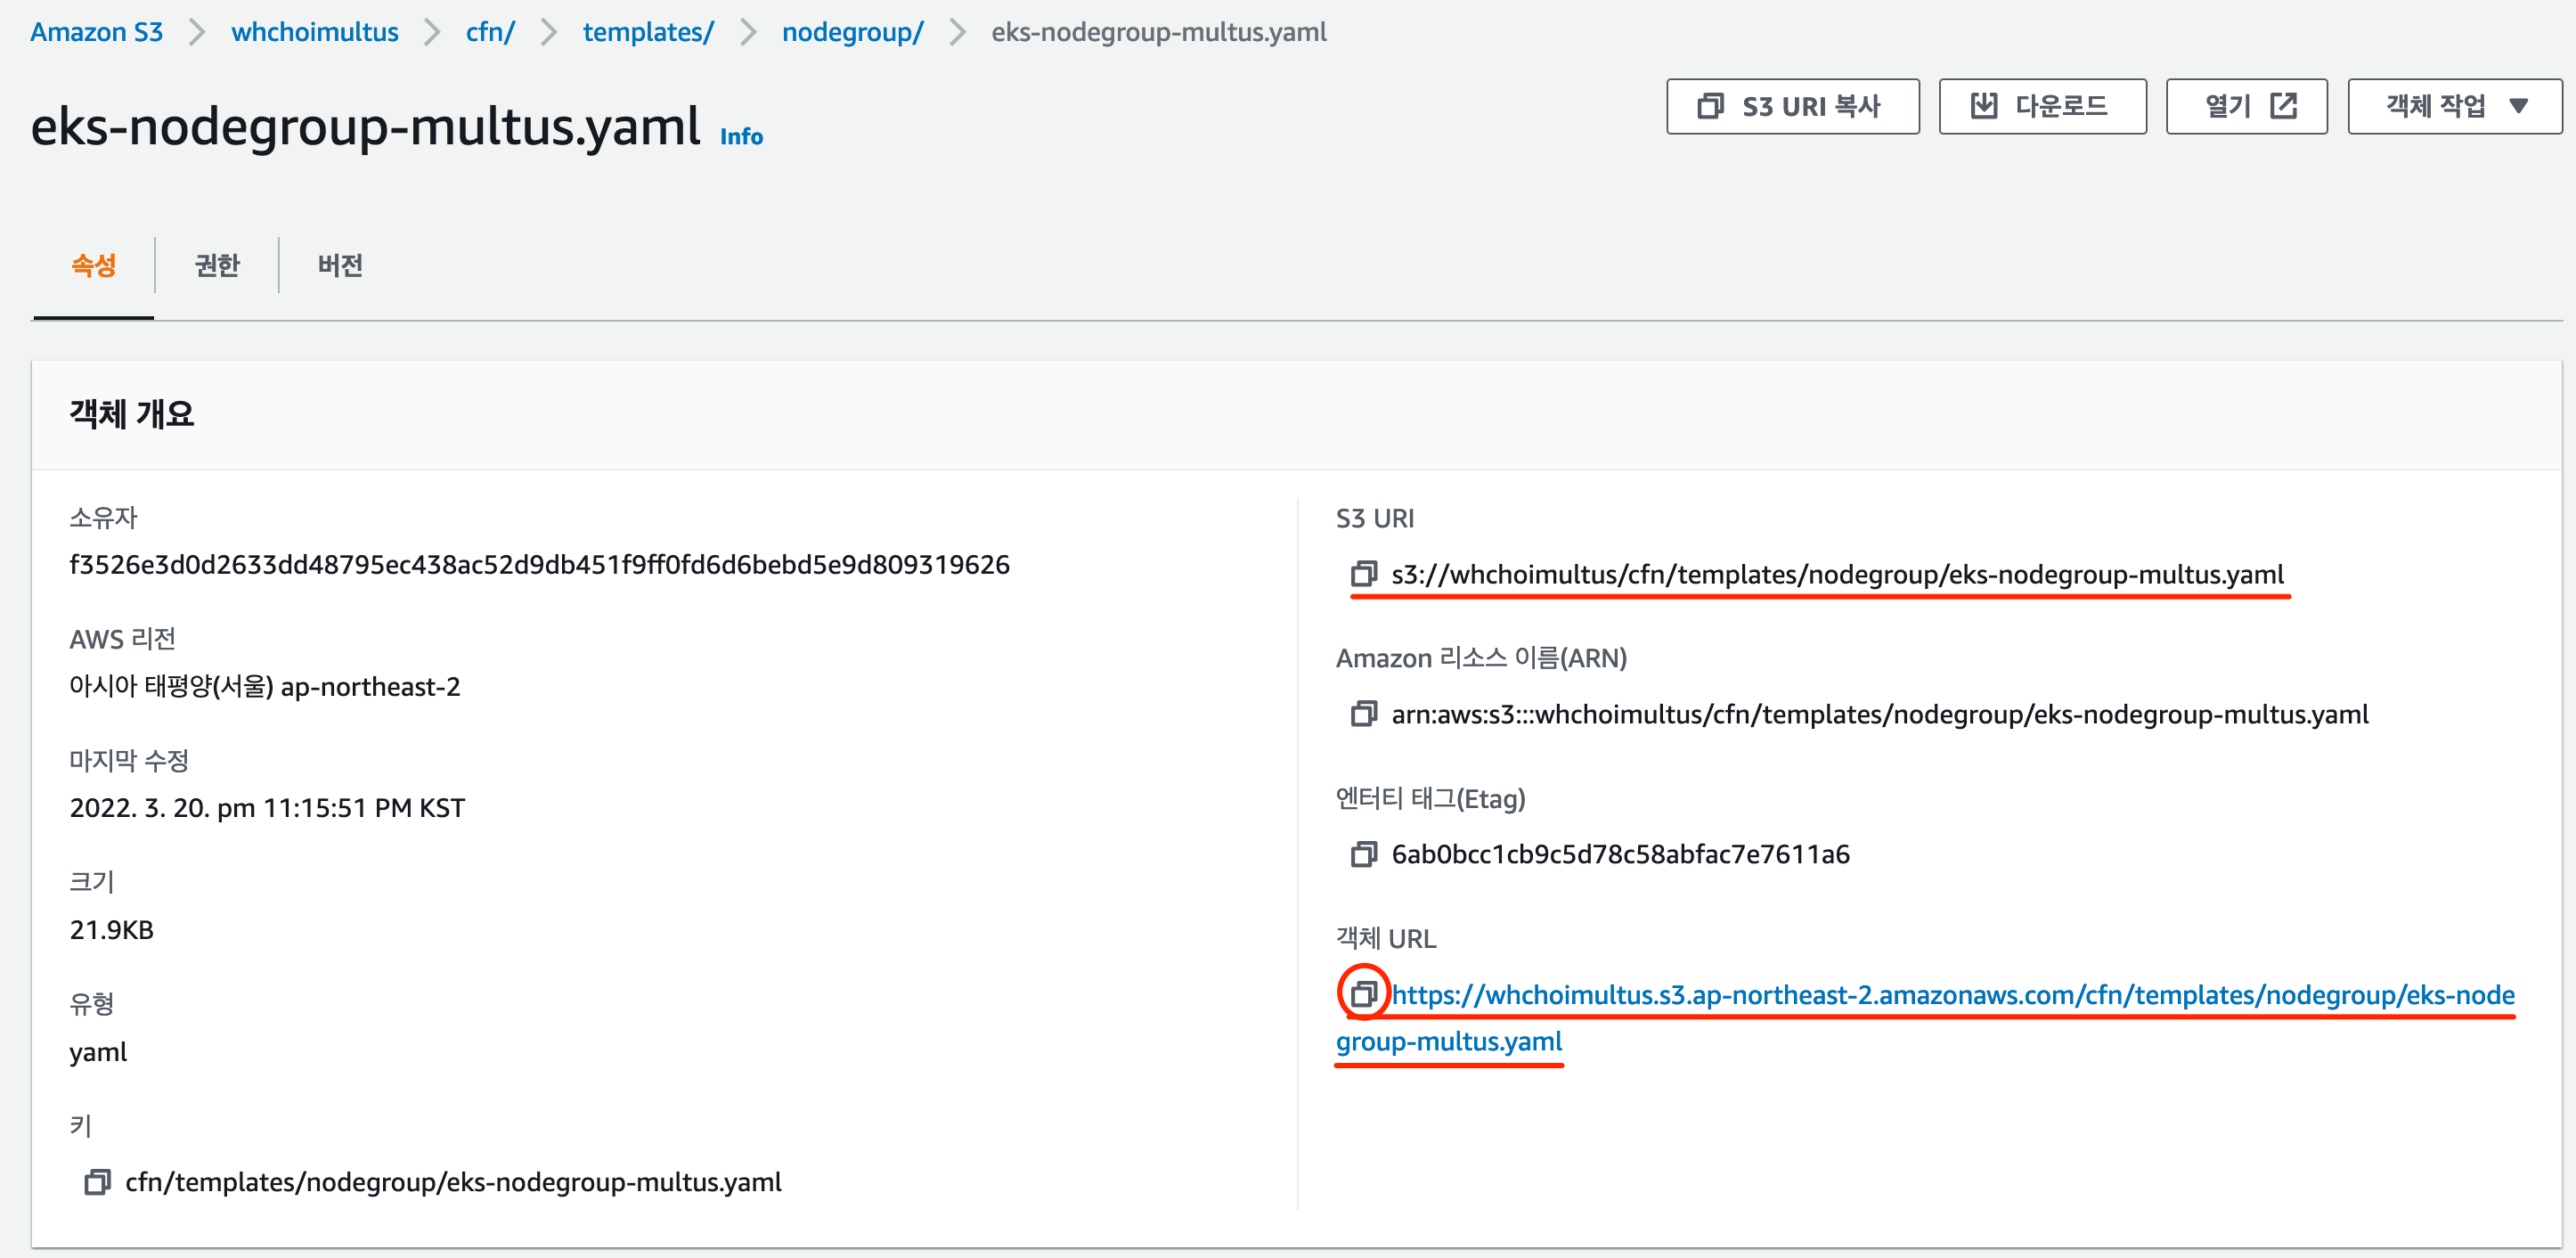 Amazon S3 > whchoimultus > cfn/ > templates/ > nodegroup/ > eks-nodegroup-multus.yaml
eks-nodegroup-multus.yaml Info
S3 URI 복사 다운로드 열기 객체 작업
속성 권한 버전
객체 개요
소유자
f3526e3d0d2633dd48795ec438ac52d9db451f9ff0fd6d6bebd5e9d809319626
AWS 리전
아시아 태평양(서울) ap-northeast-2
마지막 수정
2022. 3. 20. pm 11:15:51 PM KST
크기
21.9KB
유형
yaml
키
cfn/templates/nodegroup/eks-nodegroup-multus.yaml
S3 URI
s3://whchoimultus/cfn/templates/nodegroup/eks-nodegroup-multus.yaml
Amazon 리소스 이름(ARN)
arn:aws:s3:::whchoimultus/cfn/templates/nodegroup/eks-nodegroup-multus.yaml
엔터티 태그(Etag)
6ab0bcc1cb9c5d78c58abfac7e7611a6
객체 URL
https://whchoimultus.s3.ap-northeast-2.amazonaws.com/cfn/templates/nodegroup/eks-node
group-multus.yaml